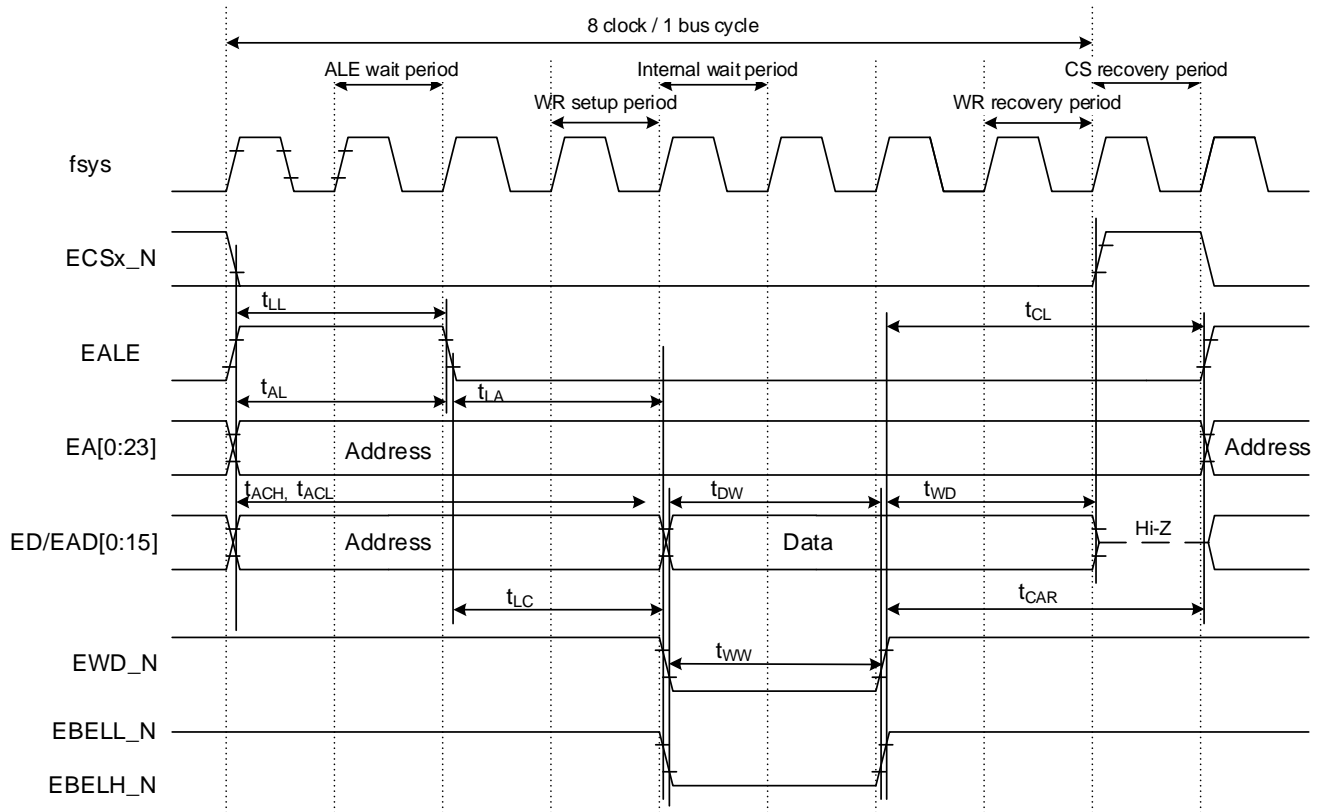 8 clock / 1 bus cycle
ALE wait period
Internal wait period
CS recovery period
WR setup period
WR recovery period
fsys
ECSx_N
tLL
tCL
EALE
tAL
tLA
EA[0:23]
Address
Address
tACH, tACL
tDW
tWD
ED/EAD[0:15]
Address
Data
Hi-Z
tLC
tCAR
EWD_N
tWW
EBELL_N
EBELH_N